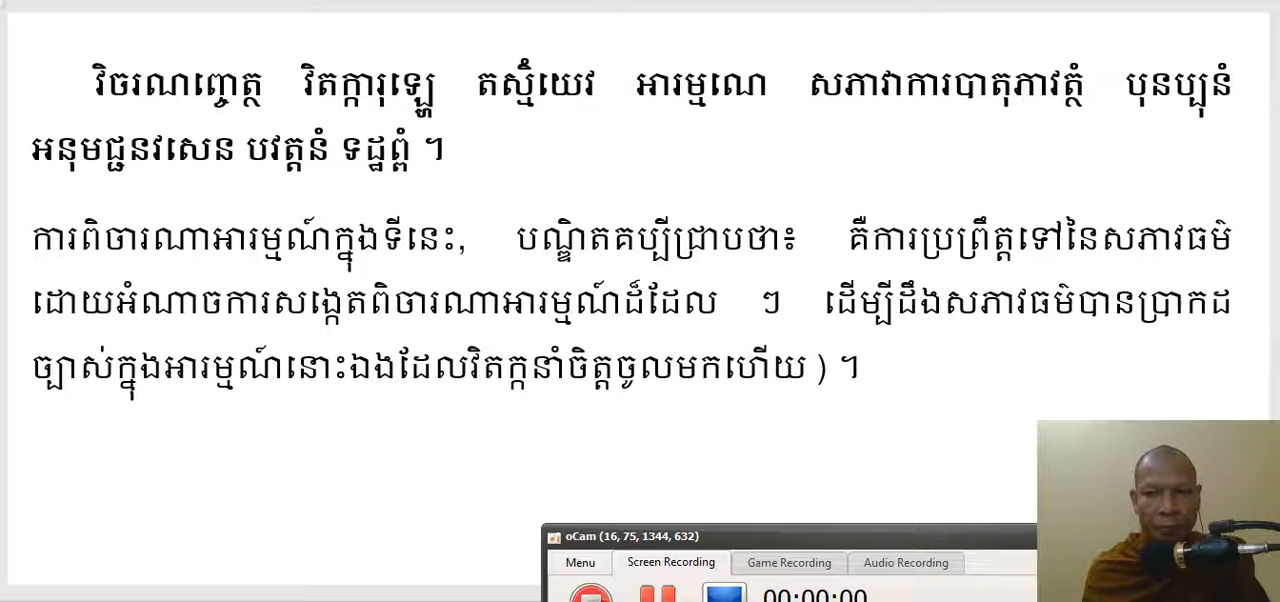 វិចរណញ្ចេត្ថ វិតក្ការុឡ្ហេ តស្មឹយេវ អារម្មណេ សភាវាការបាតុភាវត្ថំ បុនប្បុនំ
អនុមជ្ជនវសេន បវត្តនំ ទដ្ឋព្ពំ ។
ការពិចារណាអារម្មណ៍ក្នុងទីនេះ, បណ្ឌិតគប្បីជ្រាបថា៖ គឺការប្រព្រឹត្តទៅនៃសភាវធម៌
ដោយអំណាចការសង្កេតពិចារណាអារម្មណ៍ដ៏ដែល ៗ ដើម្បីដឹងសភាវធម៌បានប្រាកដ
ច្បាស់ក្នុងអារម្មណ៍នោះឯងដែលវិតក្កនាំចិត្តចូលមកហើយ ) ។
oCam (16, 75, 1344, 632)
Menu Screen Recording Game Recording Audio Recording
00:00:00